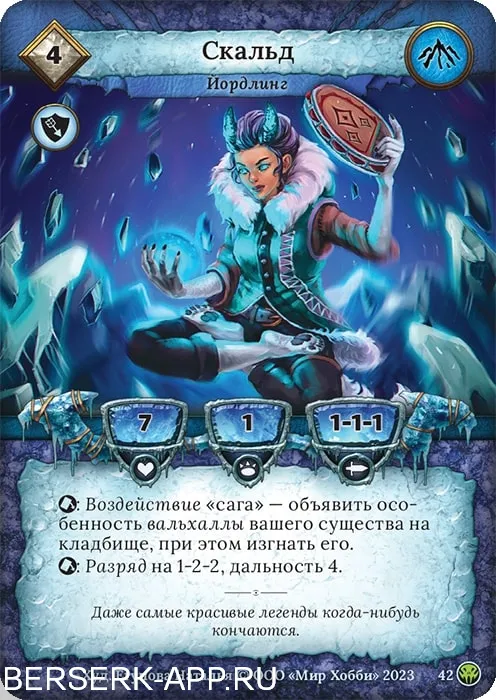 4
Скальд
Йордлинг
7
1
1-1-1
: Воздействие «сага» — объявить осо-
бенность вальхаллы вашего существа на
кладбище, при этом изгнать его.
: Разряд на 1-2-2, дальность 4.
Даже самые красивые легенды когда-нибудь
кончаются.
ООО «Мир Хобби» 2023
42
BERSERK-APP.RU